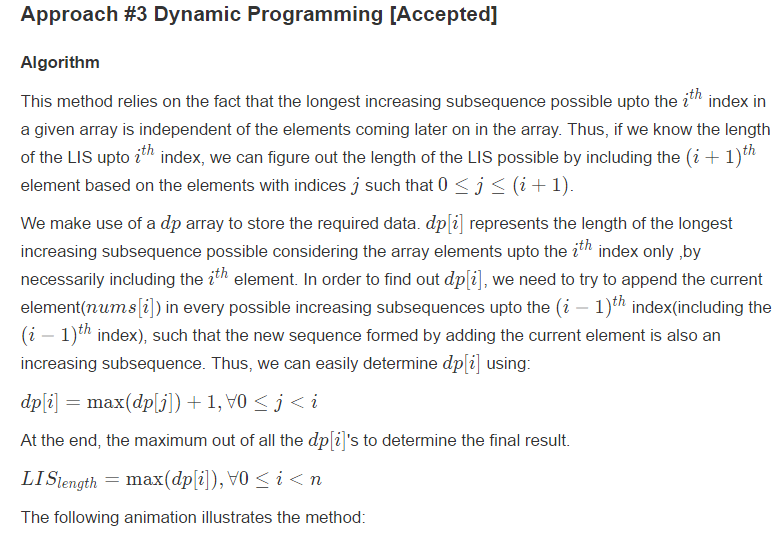 Approach #3 Dynamic Programming [Accepted]
Algorithm
This method relies on the fact that the longest increasing subsequence possible upto the i^{th} index in
a given array is independent of the elements coming later on in the array. Thus, if we know the length
of the LIS upto i^{th} index, we can figure out the length of the LIS possible by including the (i + 1)^{th}
element based on the elements with indices j such that 0 ≤ j ≤ (i + 1).
We make use of a dp array to store the required data. dp[i] represents the length of the longest
increasing subsequence possible considering the array elements upto the i^{th} index only ,by
necessarily including the i^{th} element. In order to find out dp[i], we need to try to append the current
element(nums[i]) in every possible increasing subsequences upto the (i − 1)^{th} index(including the
(i − 1)^{th} index), such that the new sequence formed by adding the current element is also an
increasing subsequence. Thus, we can easily determine dp[i] using:
dp[i] = max(dp[j]) + 1, ∀0 ≤ j < i
At the end, the maximum out of all the dp[i]'s to determine the final result.
LIS_{length} = max(dp[i]), ∀0 ≤ i < n
The following animation illustrates the method: